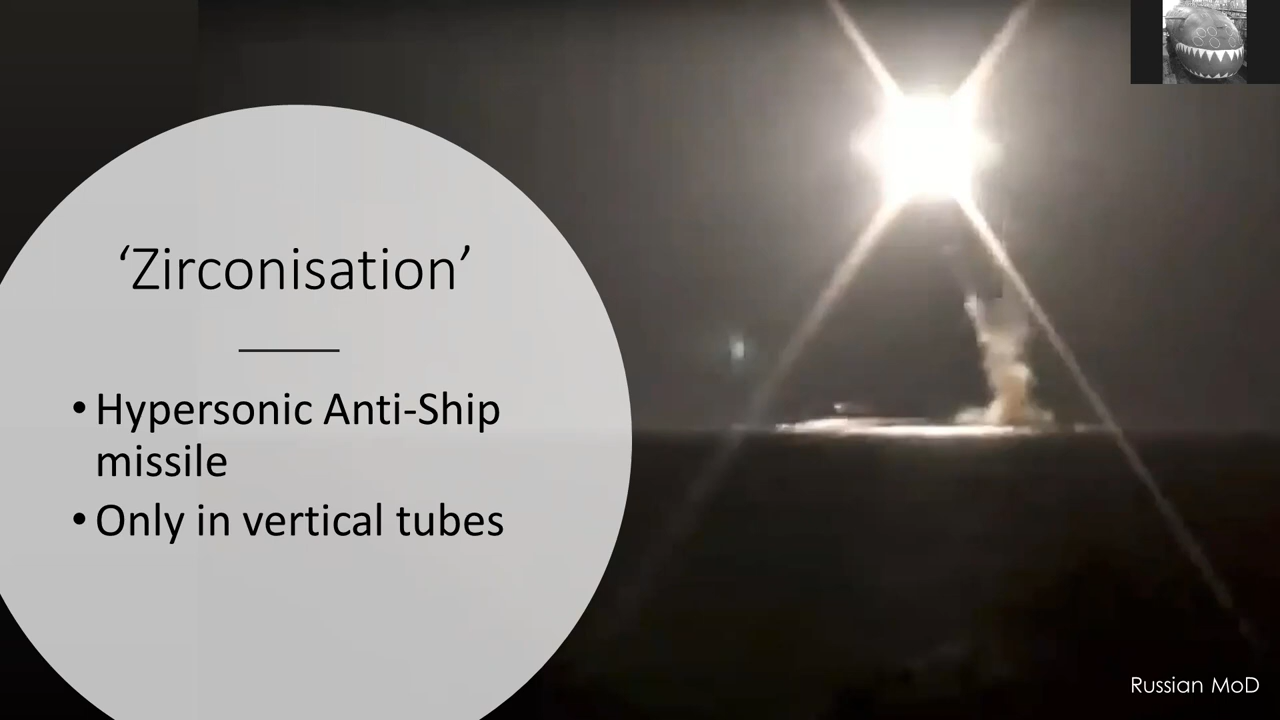 ‘Zirconisation’
• Hypersonic Anti-Ship
missile
• Only in vertical tubes
Russian MoD